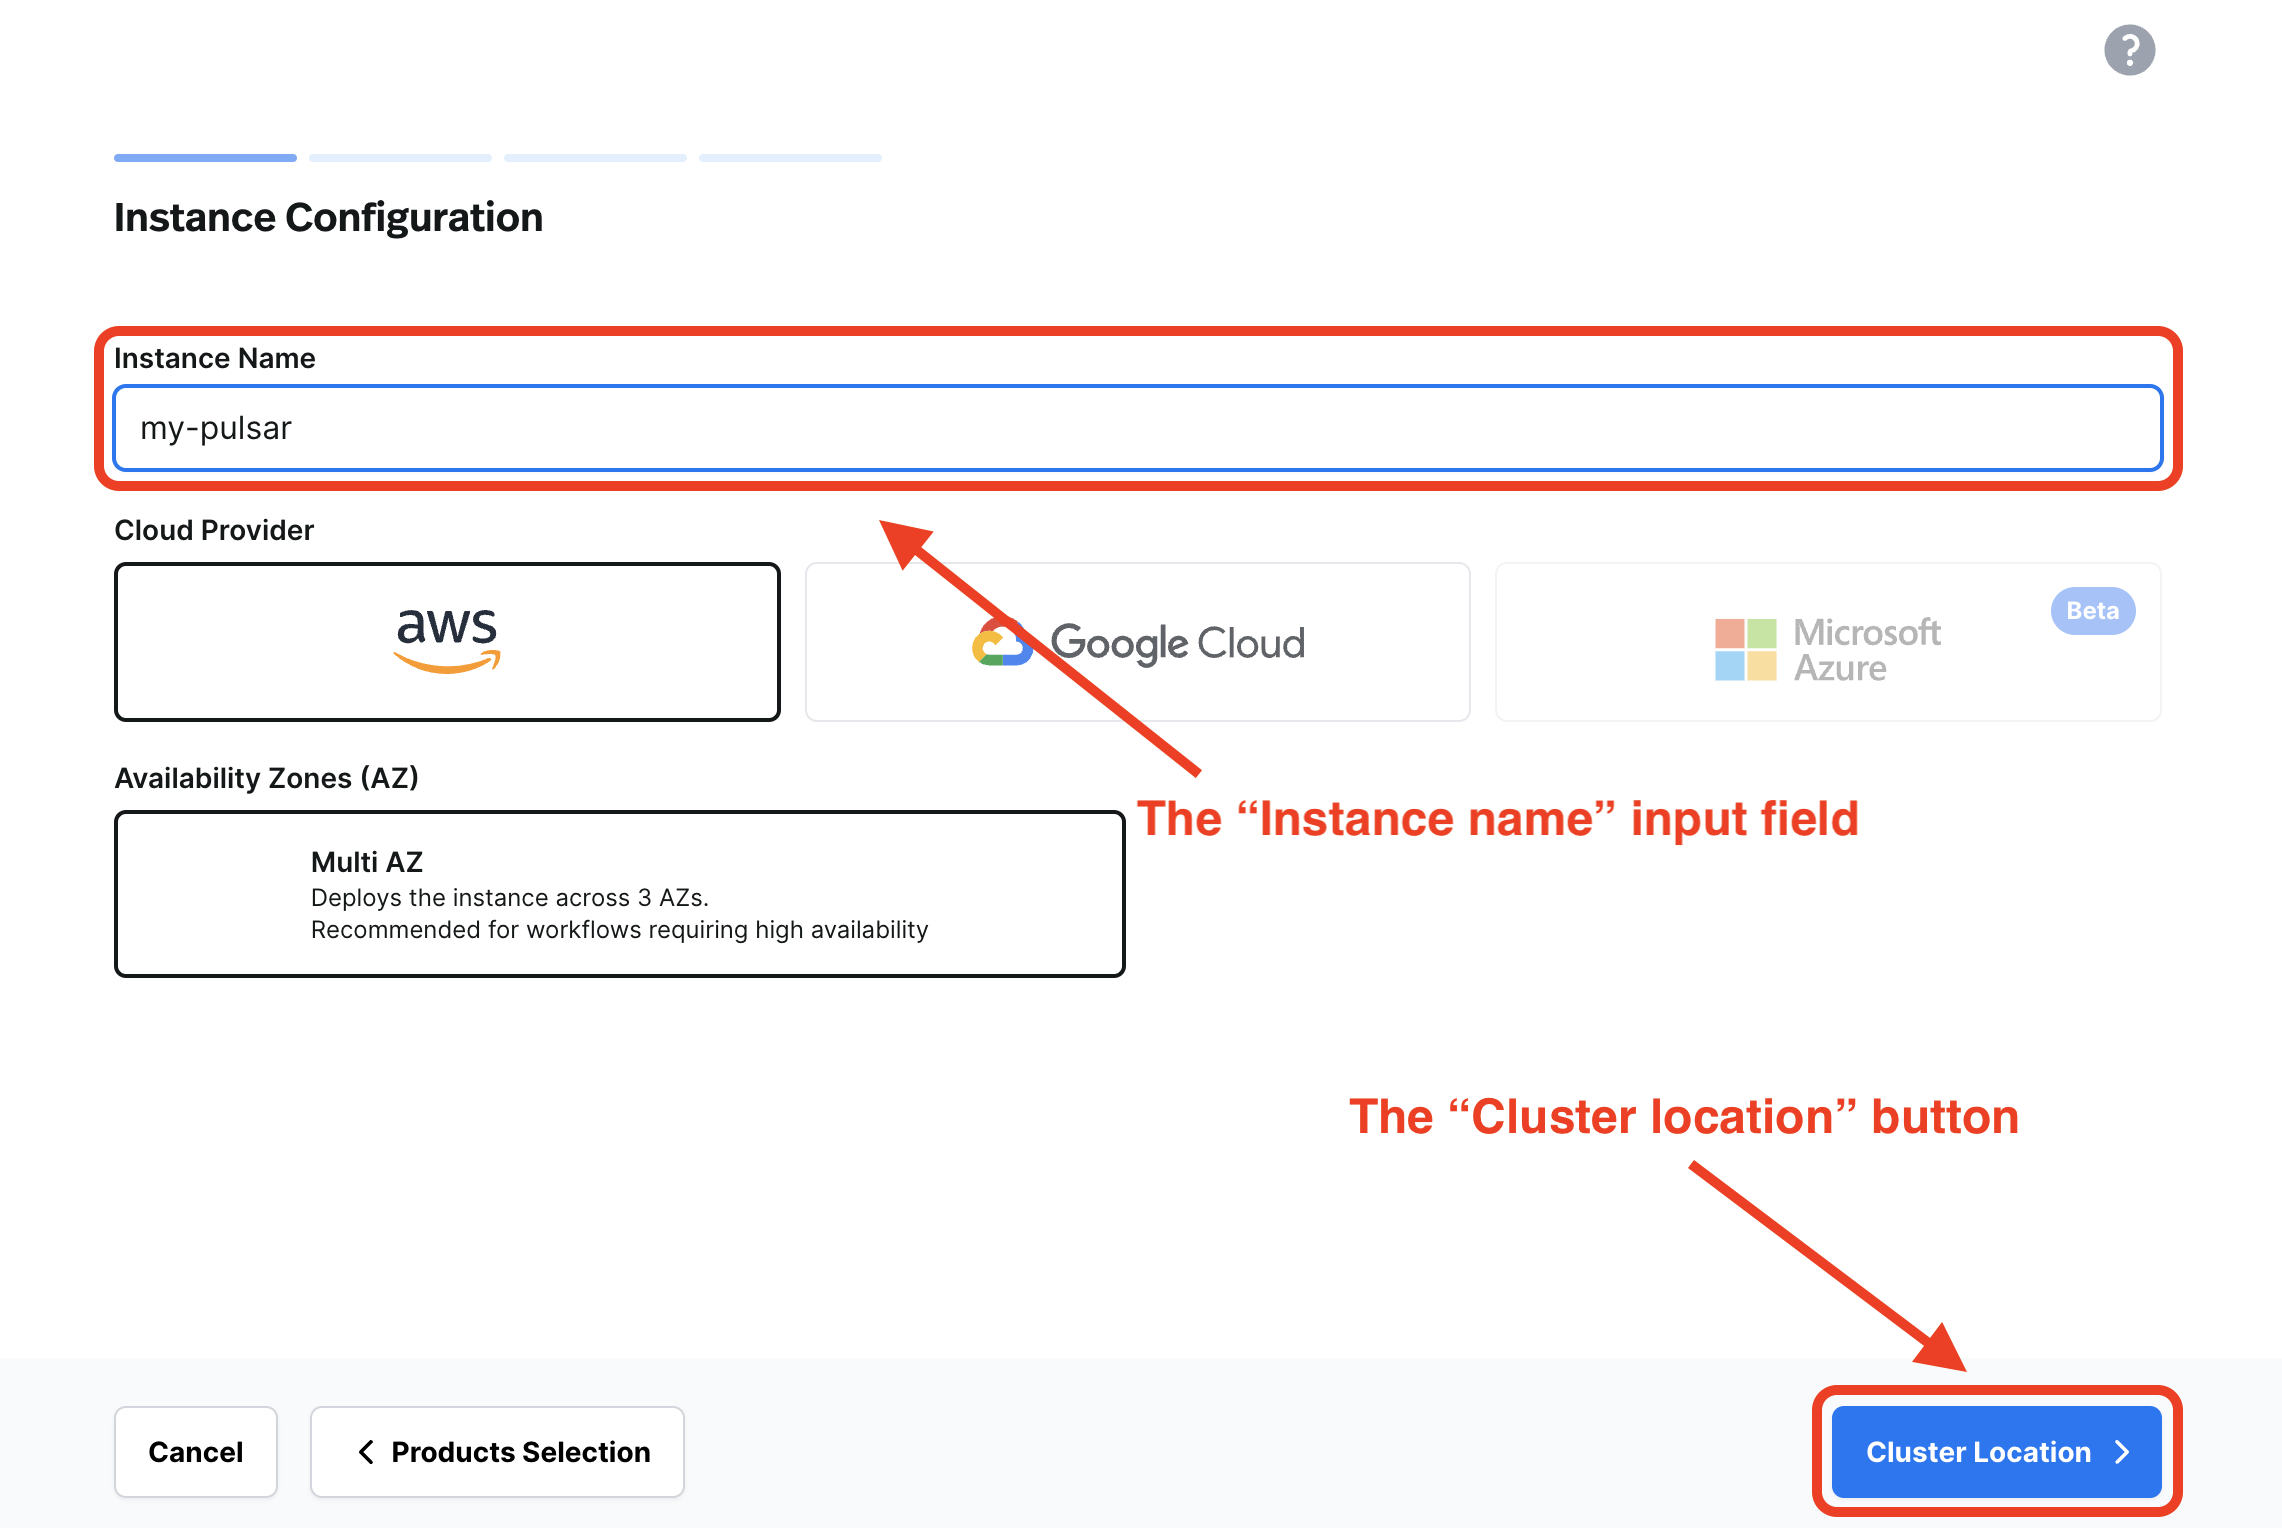 ?
Instance Configuration
Instance Name
my-pulsar
Cloud Provider
aws
Google Cloud
Microsoft
Azure
Beta
Availability Zones (AZ)
The “Instance name” input field
Multi AZ
Deploys the instance across 3 AZs.
Recommended for workflows requiring high availability
The “Cluster location” button
Cancel
Products Selection
Cluster Location